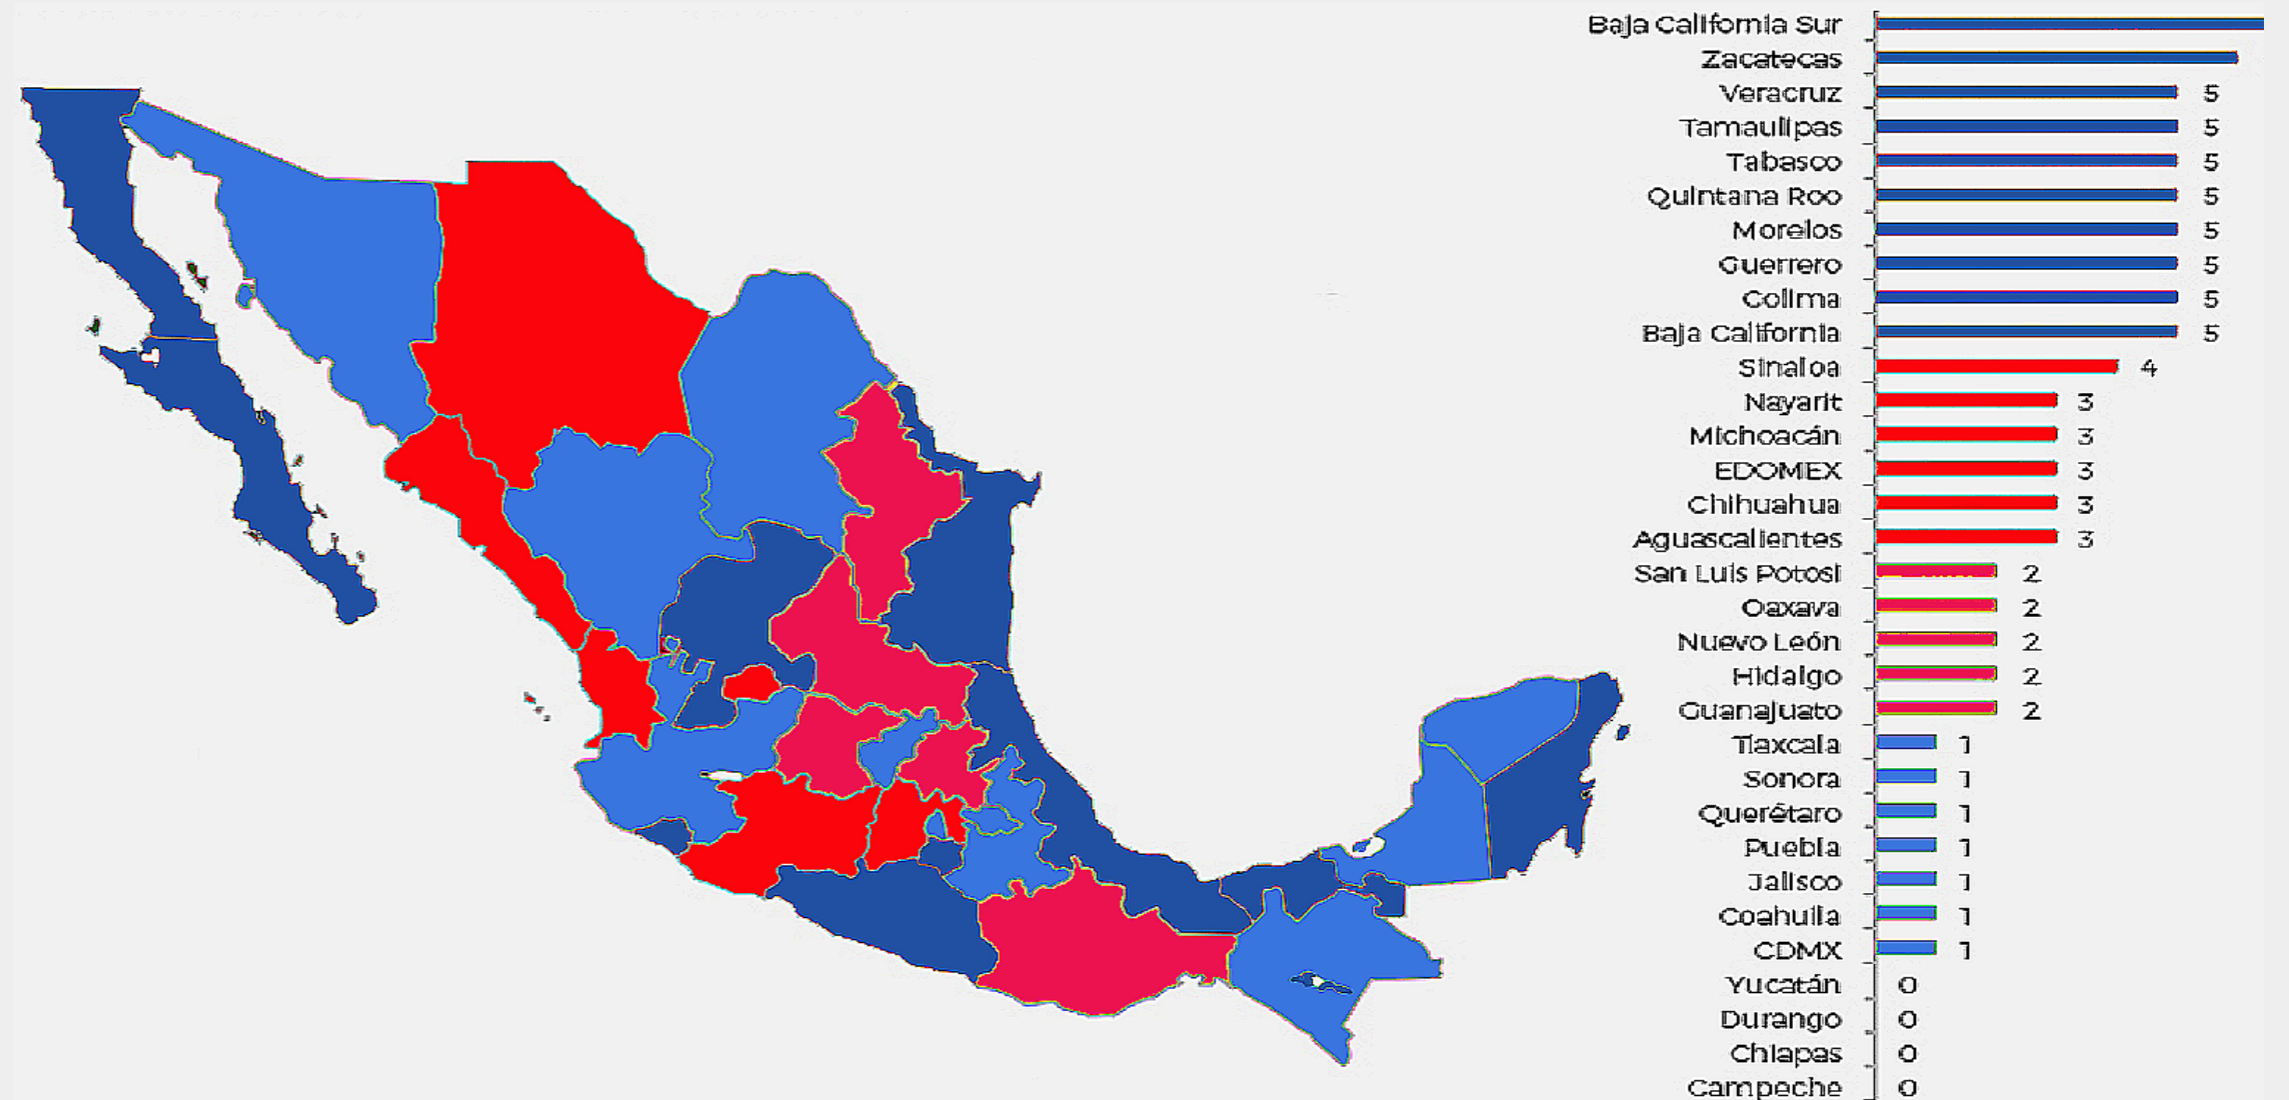 Baja California Sur
Zacatecas
Veracruz 5
Tamaulipas 5
Tabasco 5
Quintana Roo 5
Morelos 5
Guerrero 5
Colima 5
Baja California 5
Sinaloa 4
Nayarit 3
Michoacán 3
EDOMEX 3
Chihuahua 3
Aguascalientes 3
San Luis Potosí 2
Oaxava 2
Nuevo León 2
Hidalgo 2
Guanajuato 2
Tlaxcala 1
Sonora 1
Querétaro 1
Puebla 1
Jalisco 1
Coahuila 1
CDMX 1
Yucatán 0
Durango 0
Chiapas 0
Campeche 0